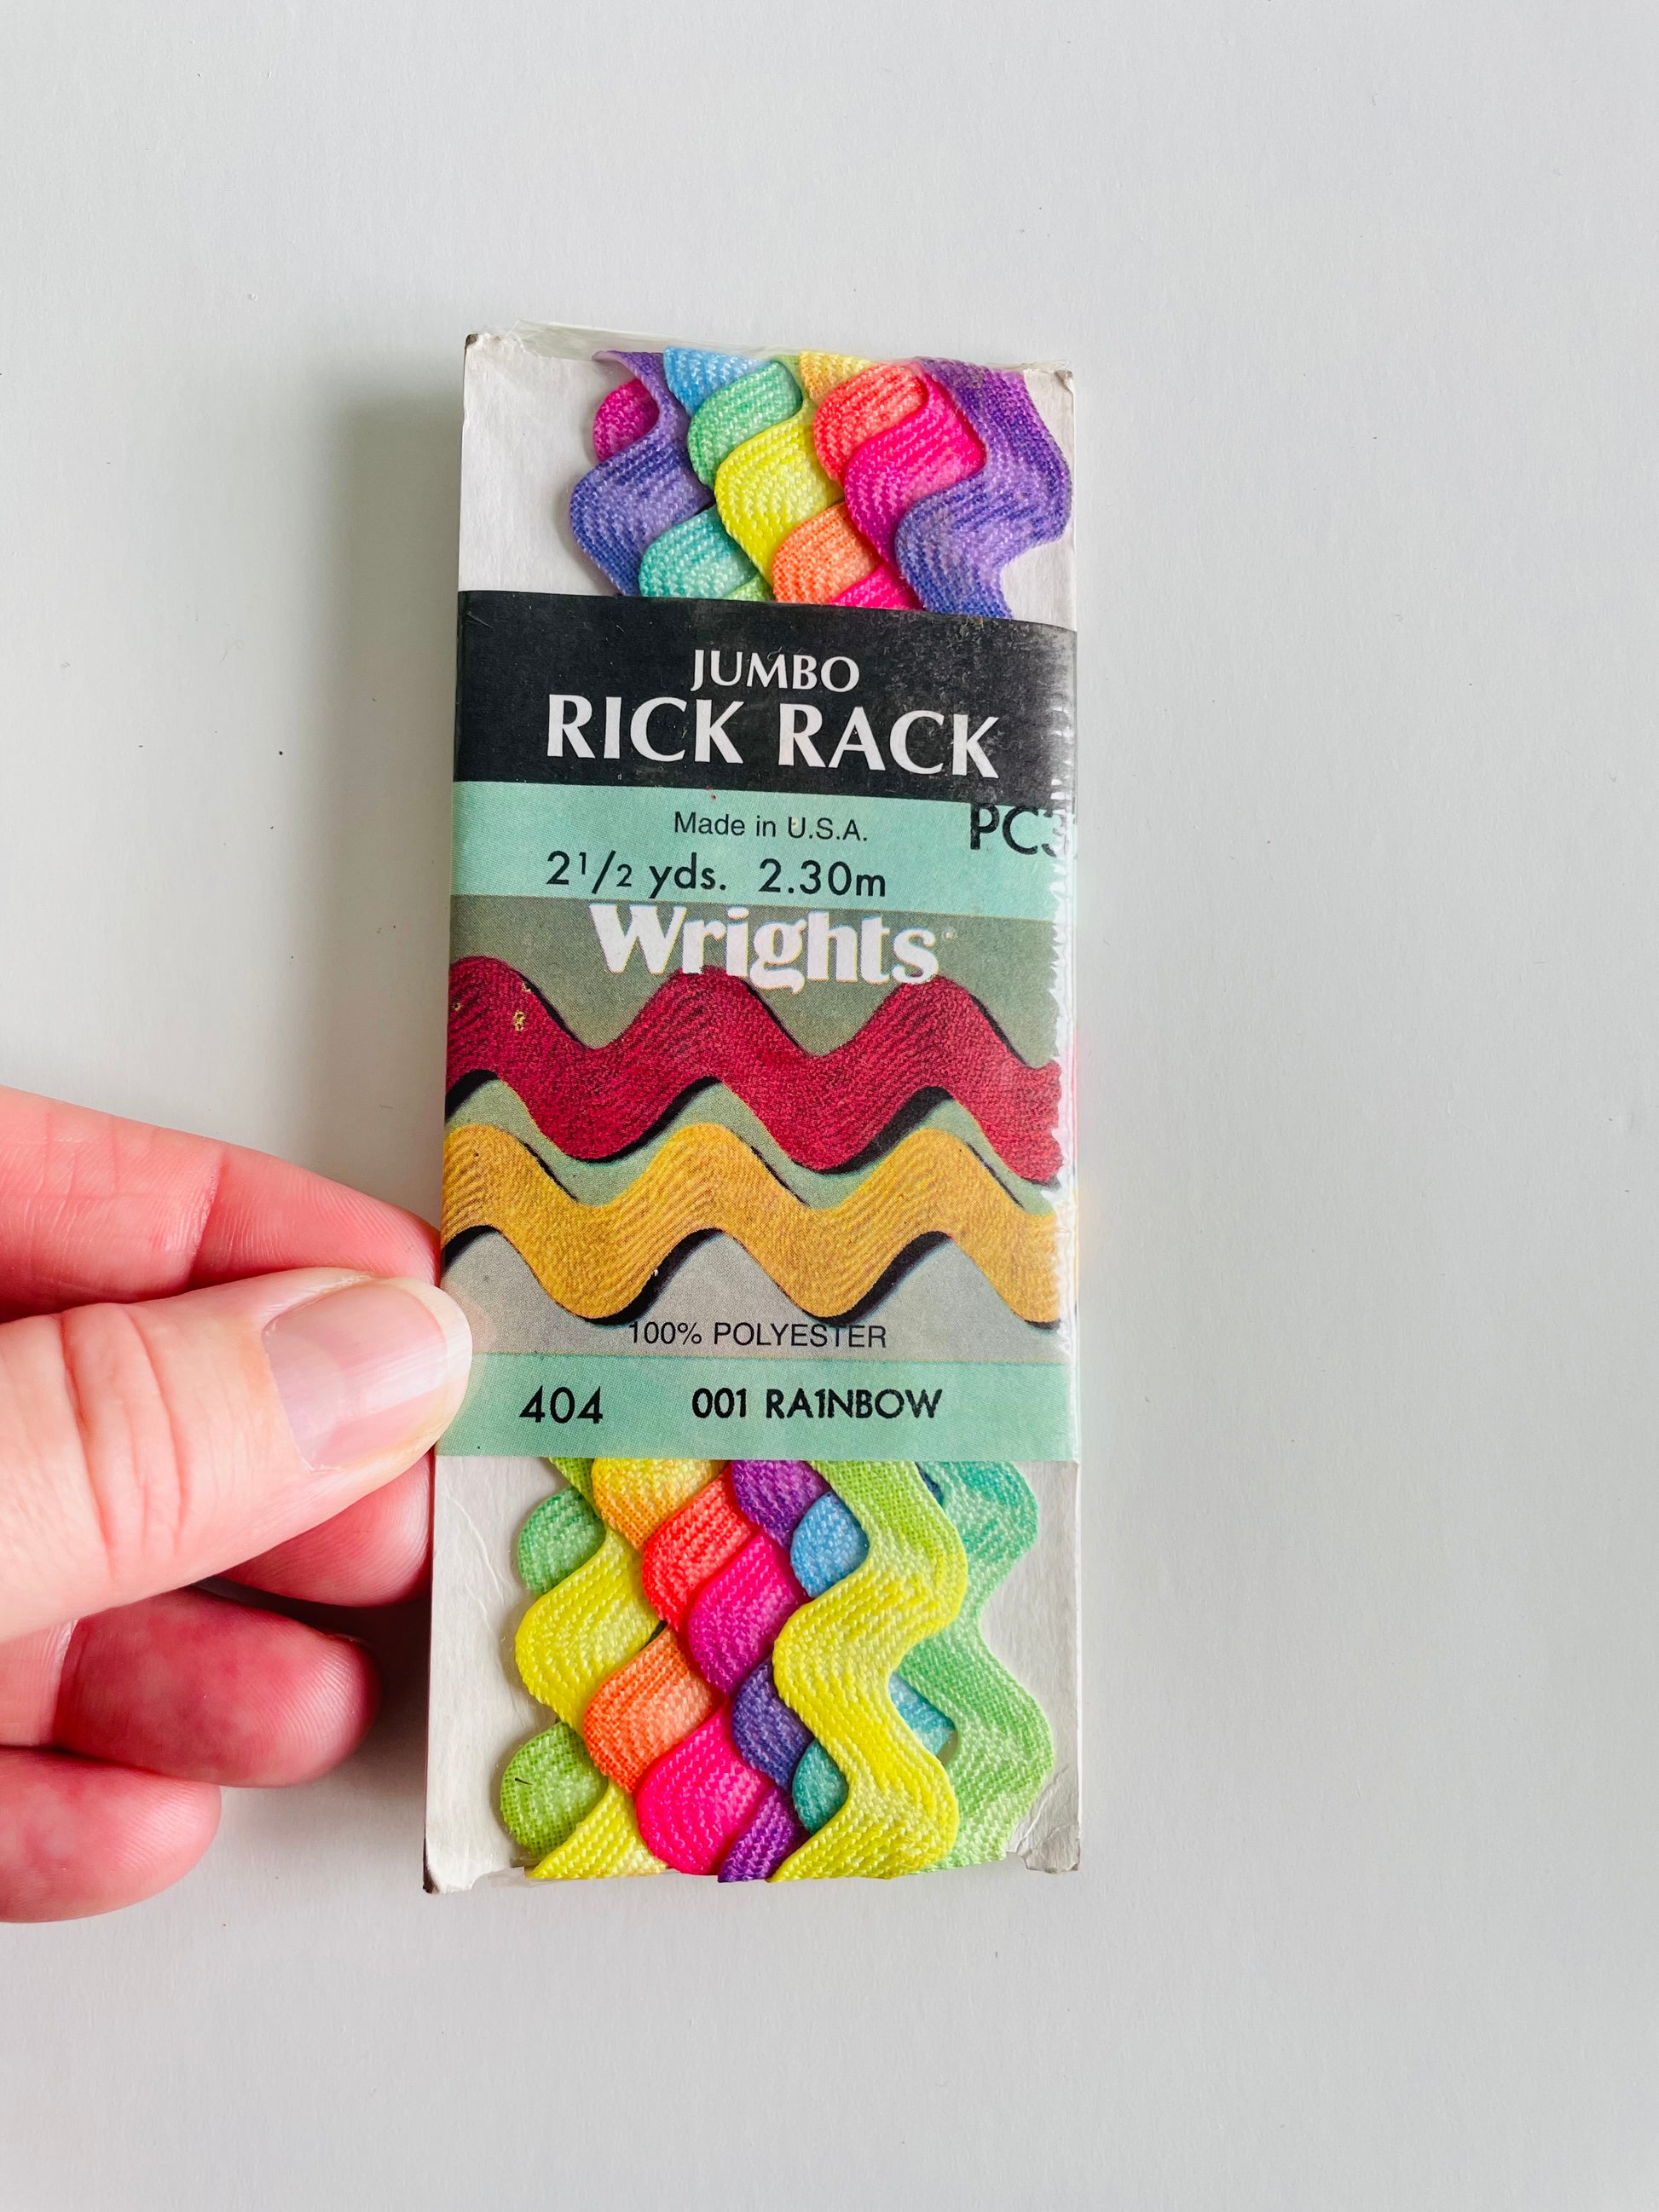 JUMBO
RICK RACK
Made in U.S.A.
PC3
2 1/2 yds. 2.30m
Wrights
100% POLYESTER
404 001 RA1NBOW